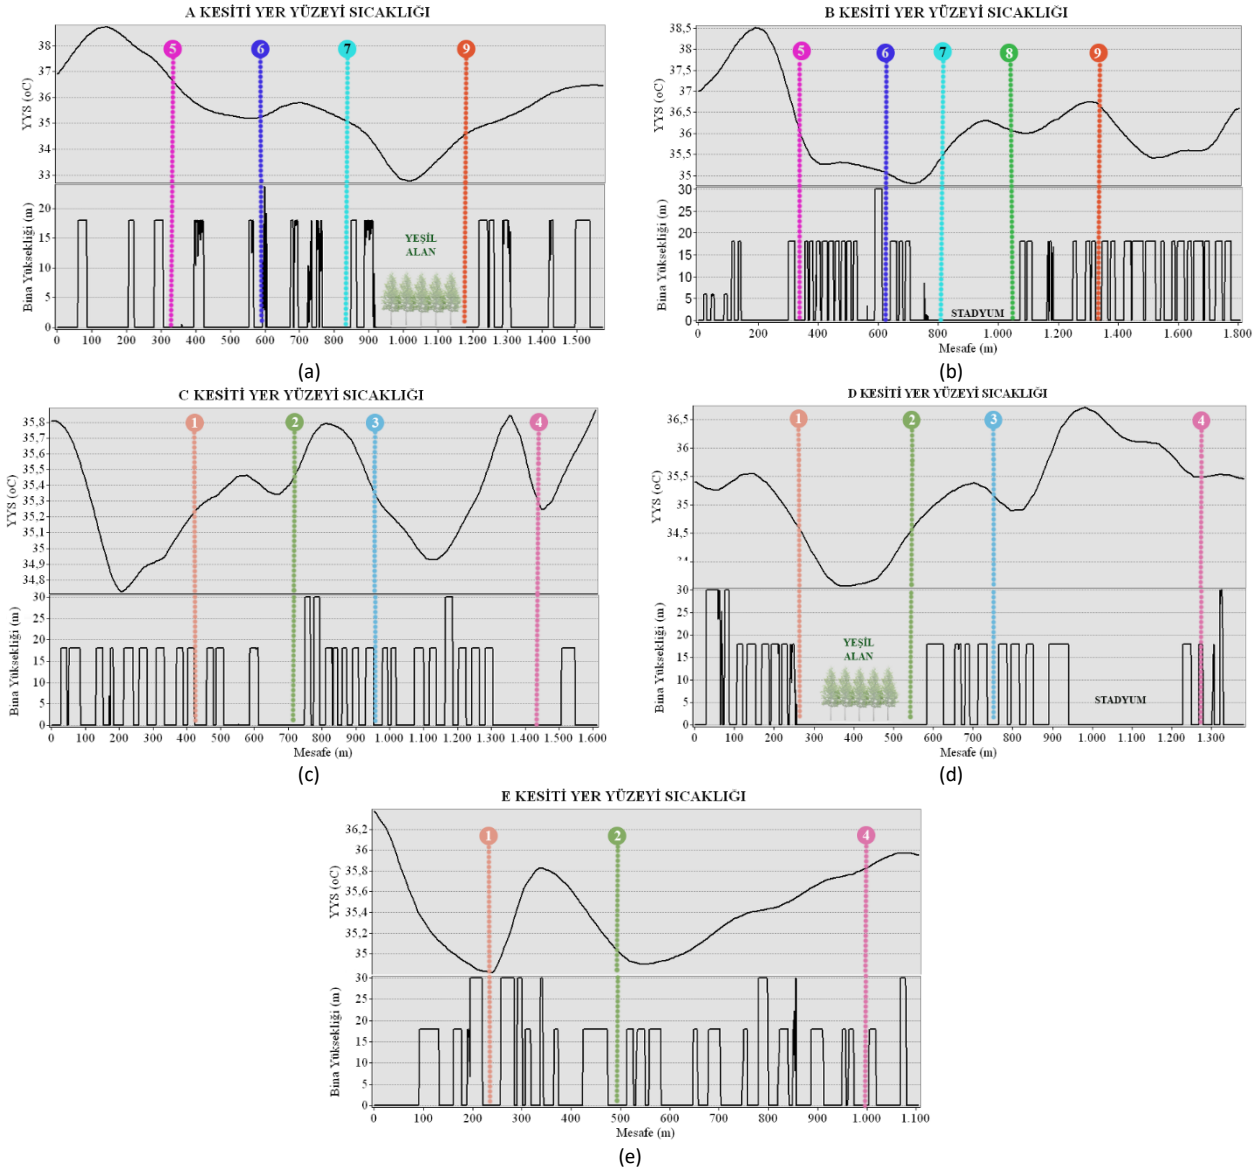 A KESİTİ YER YÜZEYİ SICAKLIĞI
YYS (oC)
38
37
36
35
33
33
5
6
7
9
Bina Yüksekliği (m)
20
15
10
5
0
YEŞİL
ALAN
0 100 200 300 400 500 600 700 800 900 1.000 1.100 1.200 1.300 1.400 1.500
(a)
B KESİTİ YER YÜZEYİ SICAKLIĞI
YYS (oC)
38,5
38
37,5
37
36,5
36
35,5
35
5
6
7
8
9
Bina Yüksekliği (m)
30
25
20
15
10
5
0
STADYUM
0 200 400 600 800 1.000 1.200 1.400 1.600 1.800
Mesafe (m)
(b)
C KESİTİ YER YÜZEYİ SICAKLIĞI
YYS (oC)
35,8
35,6
35,5
35,3
35,2
35
34,9
34,8
1
2
3
4
Bina Yüksekliği (m)
30
25
20
15
10
5
0
0 100 200 300 400 500 600 700 800 900 1.000 1.100 1.200 1.300 1.400 1.500 1.600
Mesafe (m)
(c)
D KESİTİ YER YÜZEYİ SICAKLIĞI
YYS (oC)
36,5
35,5
35
34,5
34
1
2
3
4
Bina Yüksekliği (m)
30
25
20
15
10
5
0
YEŞİL
ALAN
STADYUM
0 100 200 300 400 500 600 700 800 900 1.000 1.100 1.200 1.300
Mesafe (m)
(d)
E KESİTİ YER YÜZEYİ SICAKLIĞI
YYS (oC)
36,2
36
35,8
35,6
35,4
35,2
35
1
2
4
Bina Yüksekliği (m)
30
25
20
15
10
5
0
0 100 200 300 400 500 600 700 800 900 1.000 1.100
Mesafe (m)
(e)